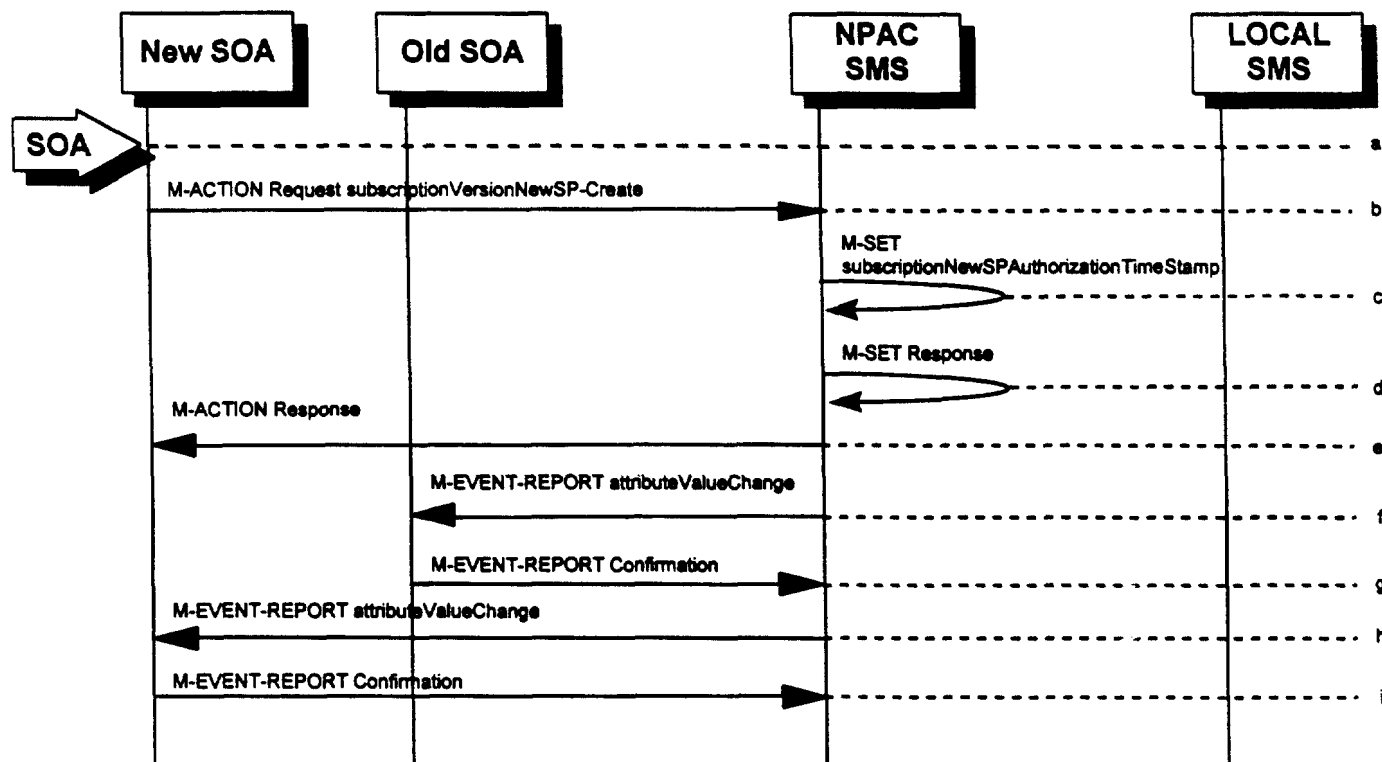 New SOA
Old SOA
NPAC
SMS
LOCAL
SMS
SOA
a
M-ACTION Request subscriptionVersionNewSP-Create
b
M-SET
subscriptionNewSPAuthorizationTimeStamp
c
M-SET Response
d
M-ACTION Response
e
M-EVENT-REPORT attributeValueChange
f
M-EVENT-REPORT Confirmation
g
M-EVENT-REPORT attributeValueChange
h
M-EVENT-REPORT Confirmation
i